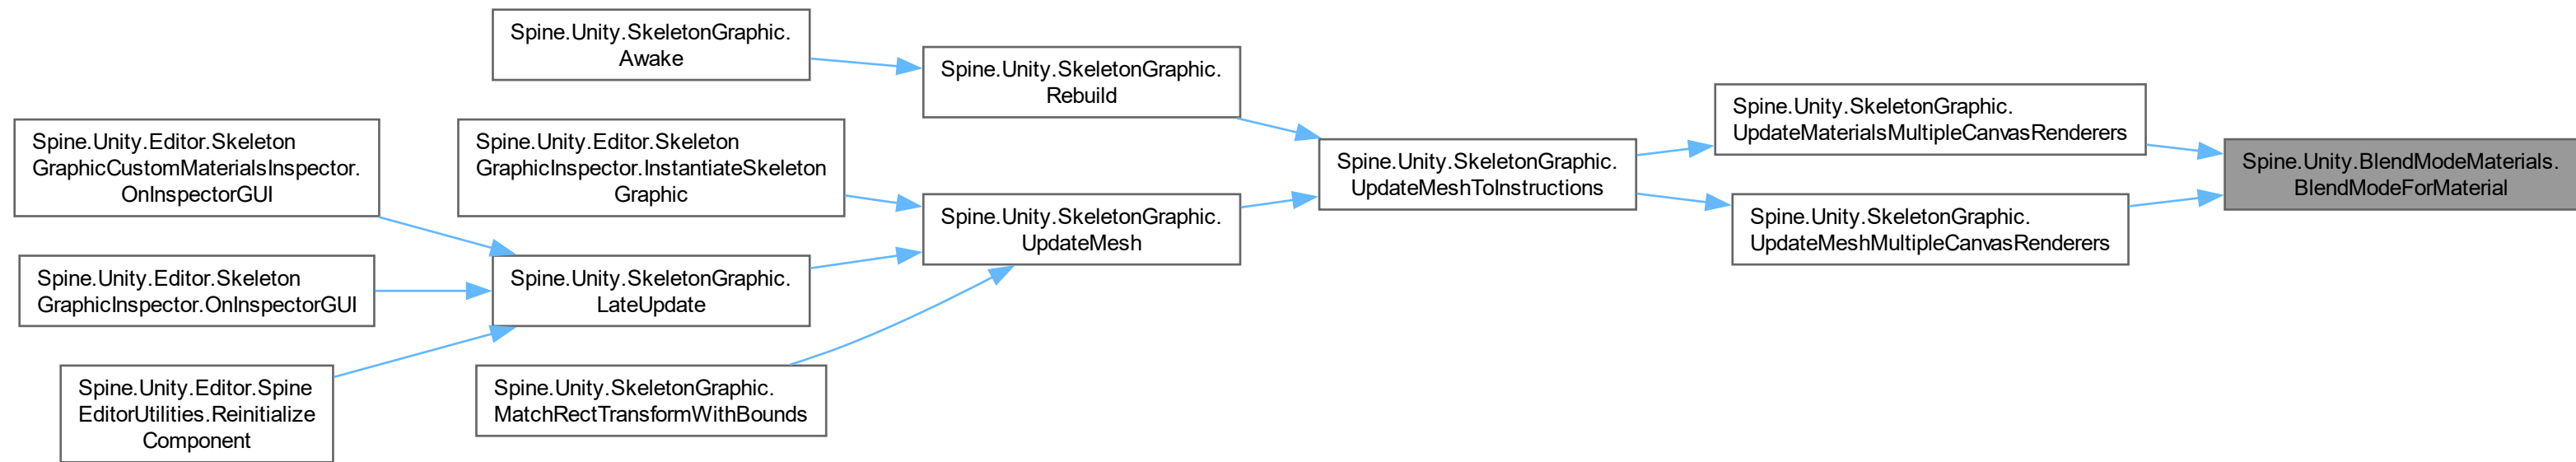 Spine.Unity.SkeletonGraphic.
Awake
Spine.Unity.SkeletonGraphic.
Rebuild
Spine.Unity.SkeletonGraphic.
UpdateMaterialsMultipleCanvasRenderers
Spine.Unity.Editor.Skeleton
GraphicCustomMaterialsInspector.
OnInspectorGUI
Spine.Unity.Editor.Skeleton
GraphicInspector.InstantiateSkeleton
Graphic
Spine.Unity.SkeletonGraphic.
UpdateMeshToInstructions
Spine.Unity.BlendModeMaterials.
BlendModeForMaterial
Spine.Unity.SkeletonGraphic.
UpdateMesh
Spine.Unity.SkeletonGraphic.
UpdateMeshMultipleCanvasRenderers
Spine.Unity.Editor.Skeleton
GraphicInspector.OnInspectorGUI
Spine.Unity.SkeletonGraphic.
LateUpdate
Spine.Unity.Editor.Spine
EditorUtilities.Reinitialize
Component
Spine.Unity.SkeletonGraphic.
MatchRectTransformWithBounds